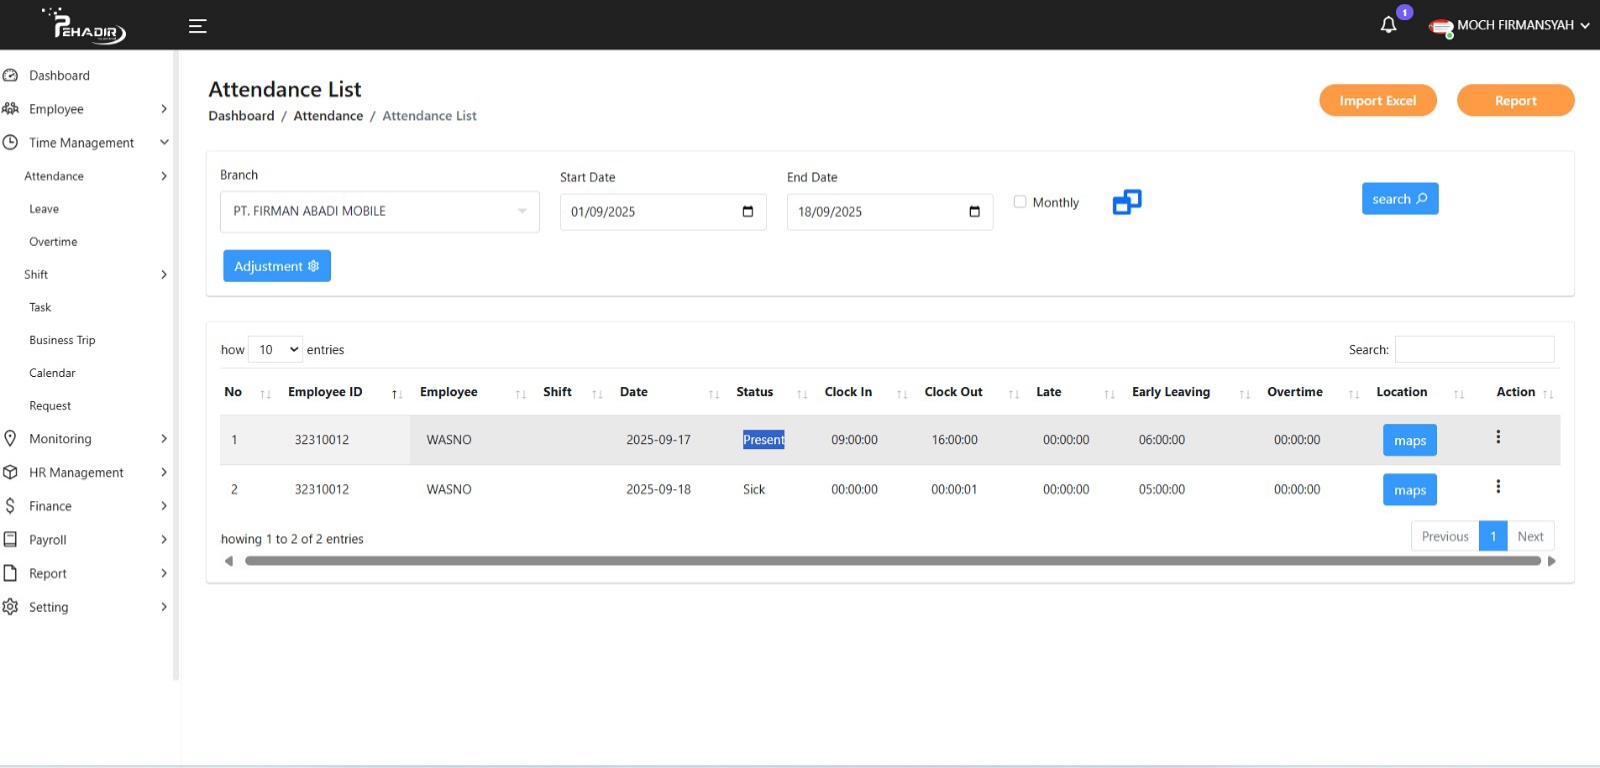 PEHADIR
1
MOCH FIRMANSYAH
Dashboard
Employee
Time Management
Attendance
Leave
Overtime
Shift
Task
Business Trip
Calendar
Request
Monitoring
HR Management
Finance
Payroll
Report
Setting
Attendance List
Dashboard / Attendance / Attendance List
Import Excel
Report
Branch
PT. FIRMAN ABADI MOBILE
Start Date
01/09/2025
End Date
18/09/2025
Monthly
search
Adjustment
how 10 entries
Search:
No Employee ID Employee Shift Date Status Clock In Clock Out Late Early Leaving Overtime Location Action
1 32310012 WASNO 2025-09-17 Present 09:00:00 16:00:00 00:00:00 06:00:00 00:00:00 maps
2 32310012 WASNO 2025-09-18 Sick 00:00:00 00:00:01 00:00:00 05:00:00 00:00:00 maps
howing 1 to 2 of 2 entries
Previous 1 Next